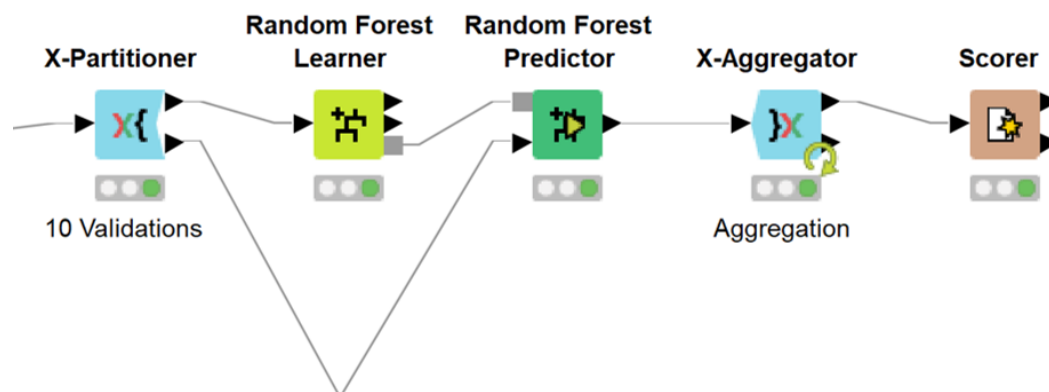 X-Partitioner
Random Forest
Learner
Random Forest
Predictor
X-Aggregator
Scorer
10 Validations
Aggregation